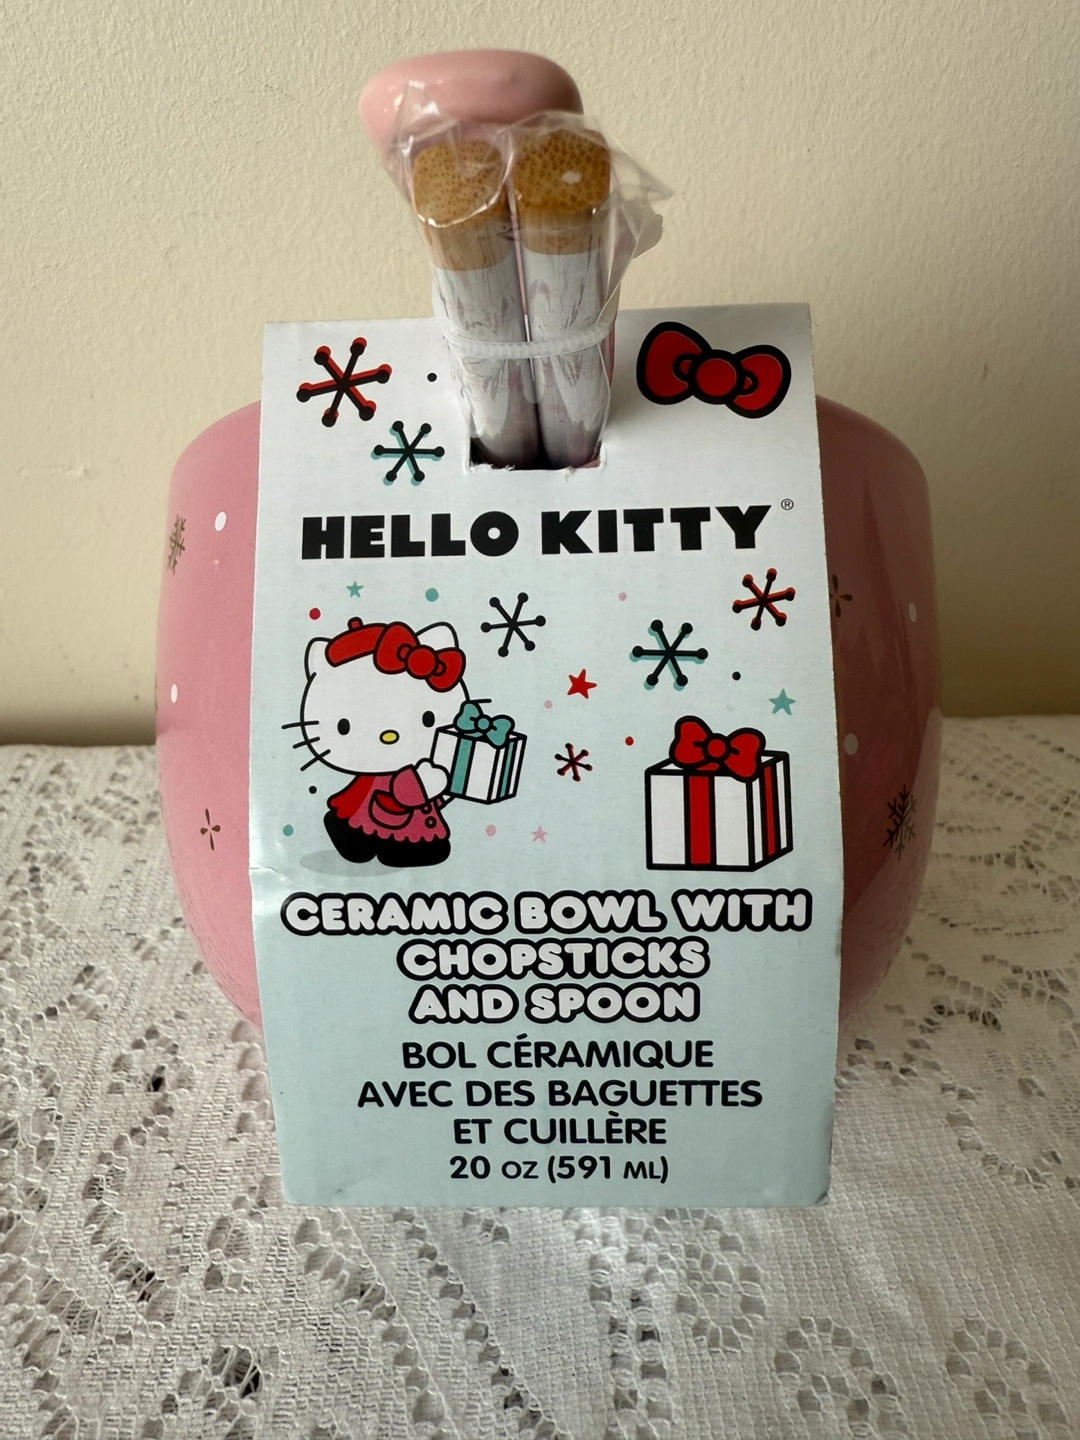 HELLO KITTY®
CERAMIC BOWL WITH
CHOPSTICKS
AND SPOON
BOL CÉRAMIQUE
AVEC DES BAGUETTES
ET CUILLÈRE
20 OZ (591 ML)